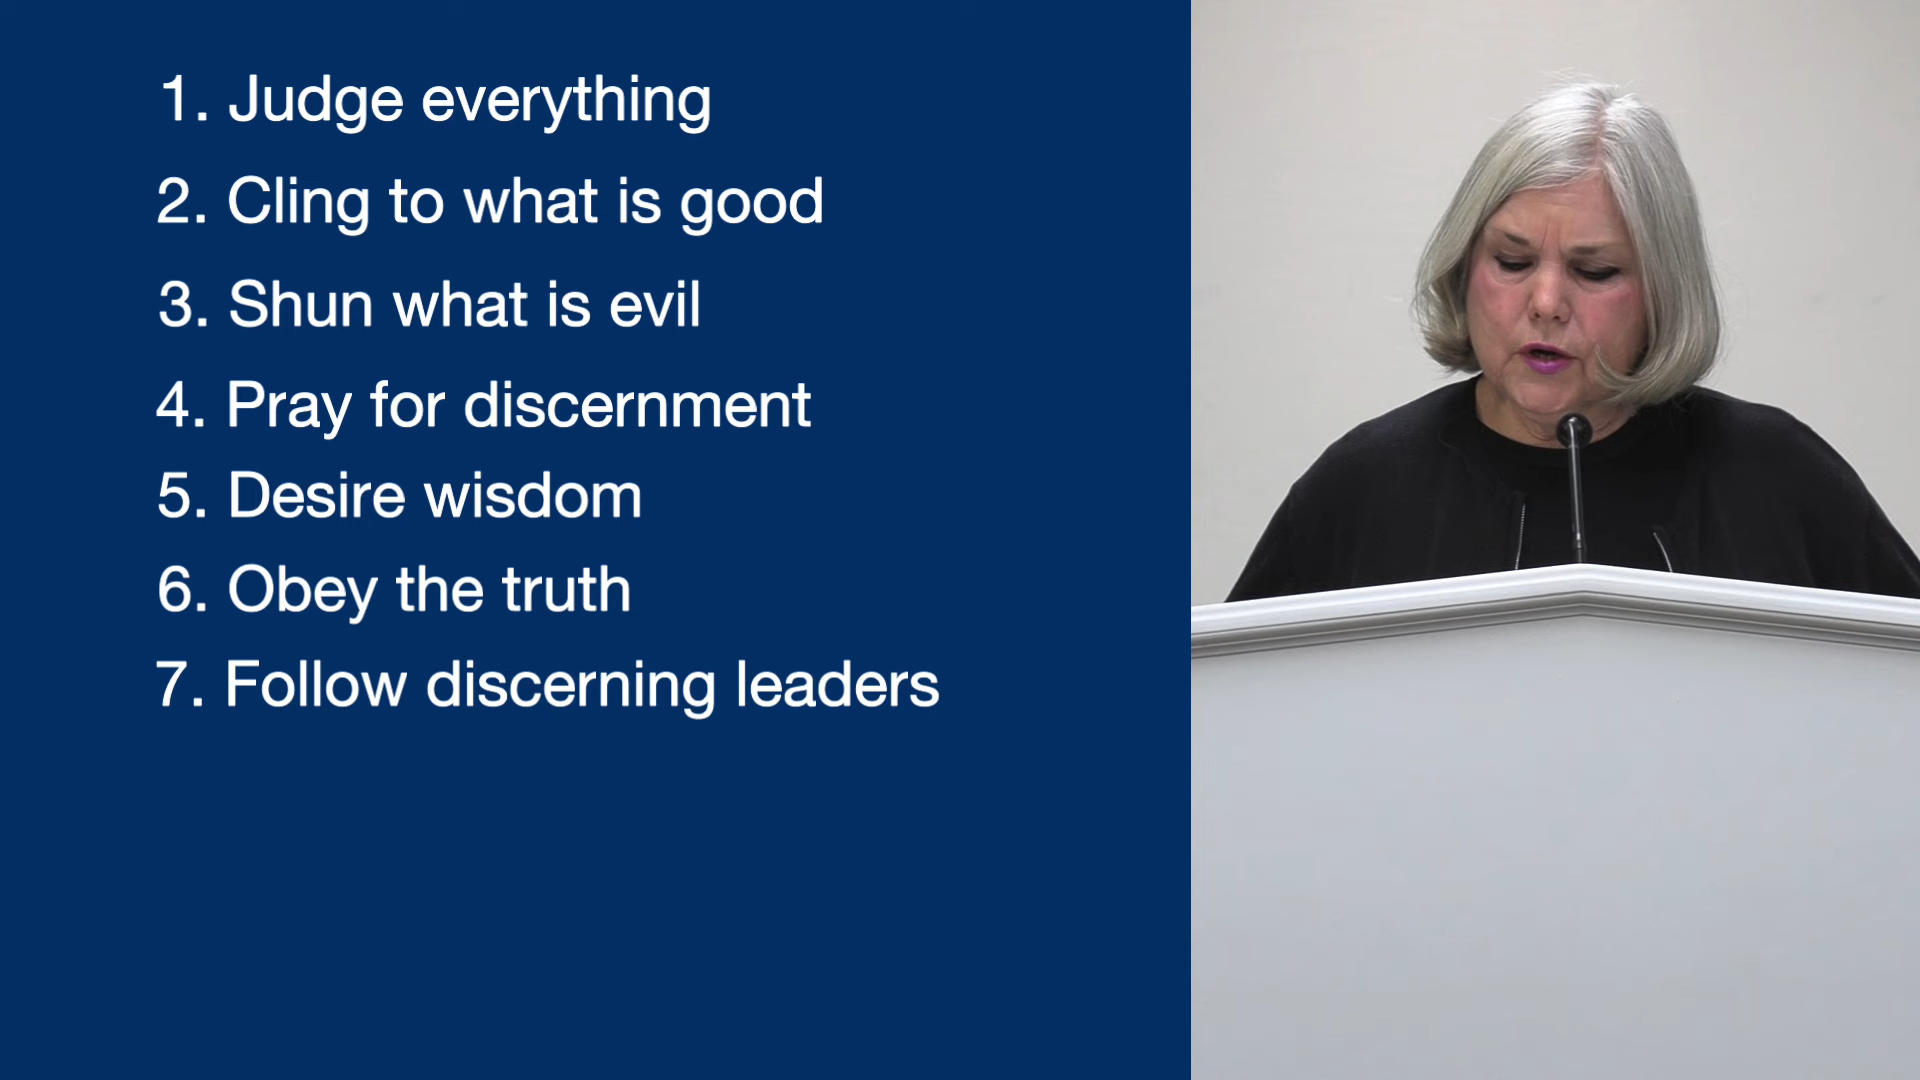 1. Judge everything
2. Cling to what is good
3. Shun what is evil
4. Pray for discernment
5. Desire wisdom
6. Obey the truth
7. Follow discerning leaders